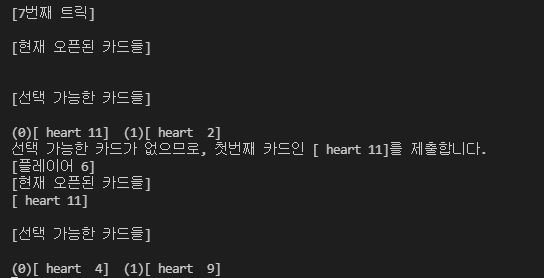 [7번째 트릭]
[현재 오픈된 카드들]
[선택 가능한 카드들]
(0)[ heart 11]  (1)[ heart  2]
선택 가능한 카드가 없으므로, 첫번째 카드인 [ heart 11]를 제출합니다.
[플레이어 6]
[현재 오픈된 카드들]
[ heart 11]
[선택 가능한 카드들]
(0)[ heart  4]  (1)[ heart  9]